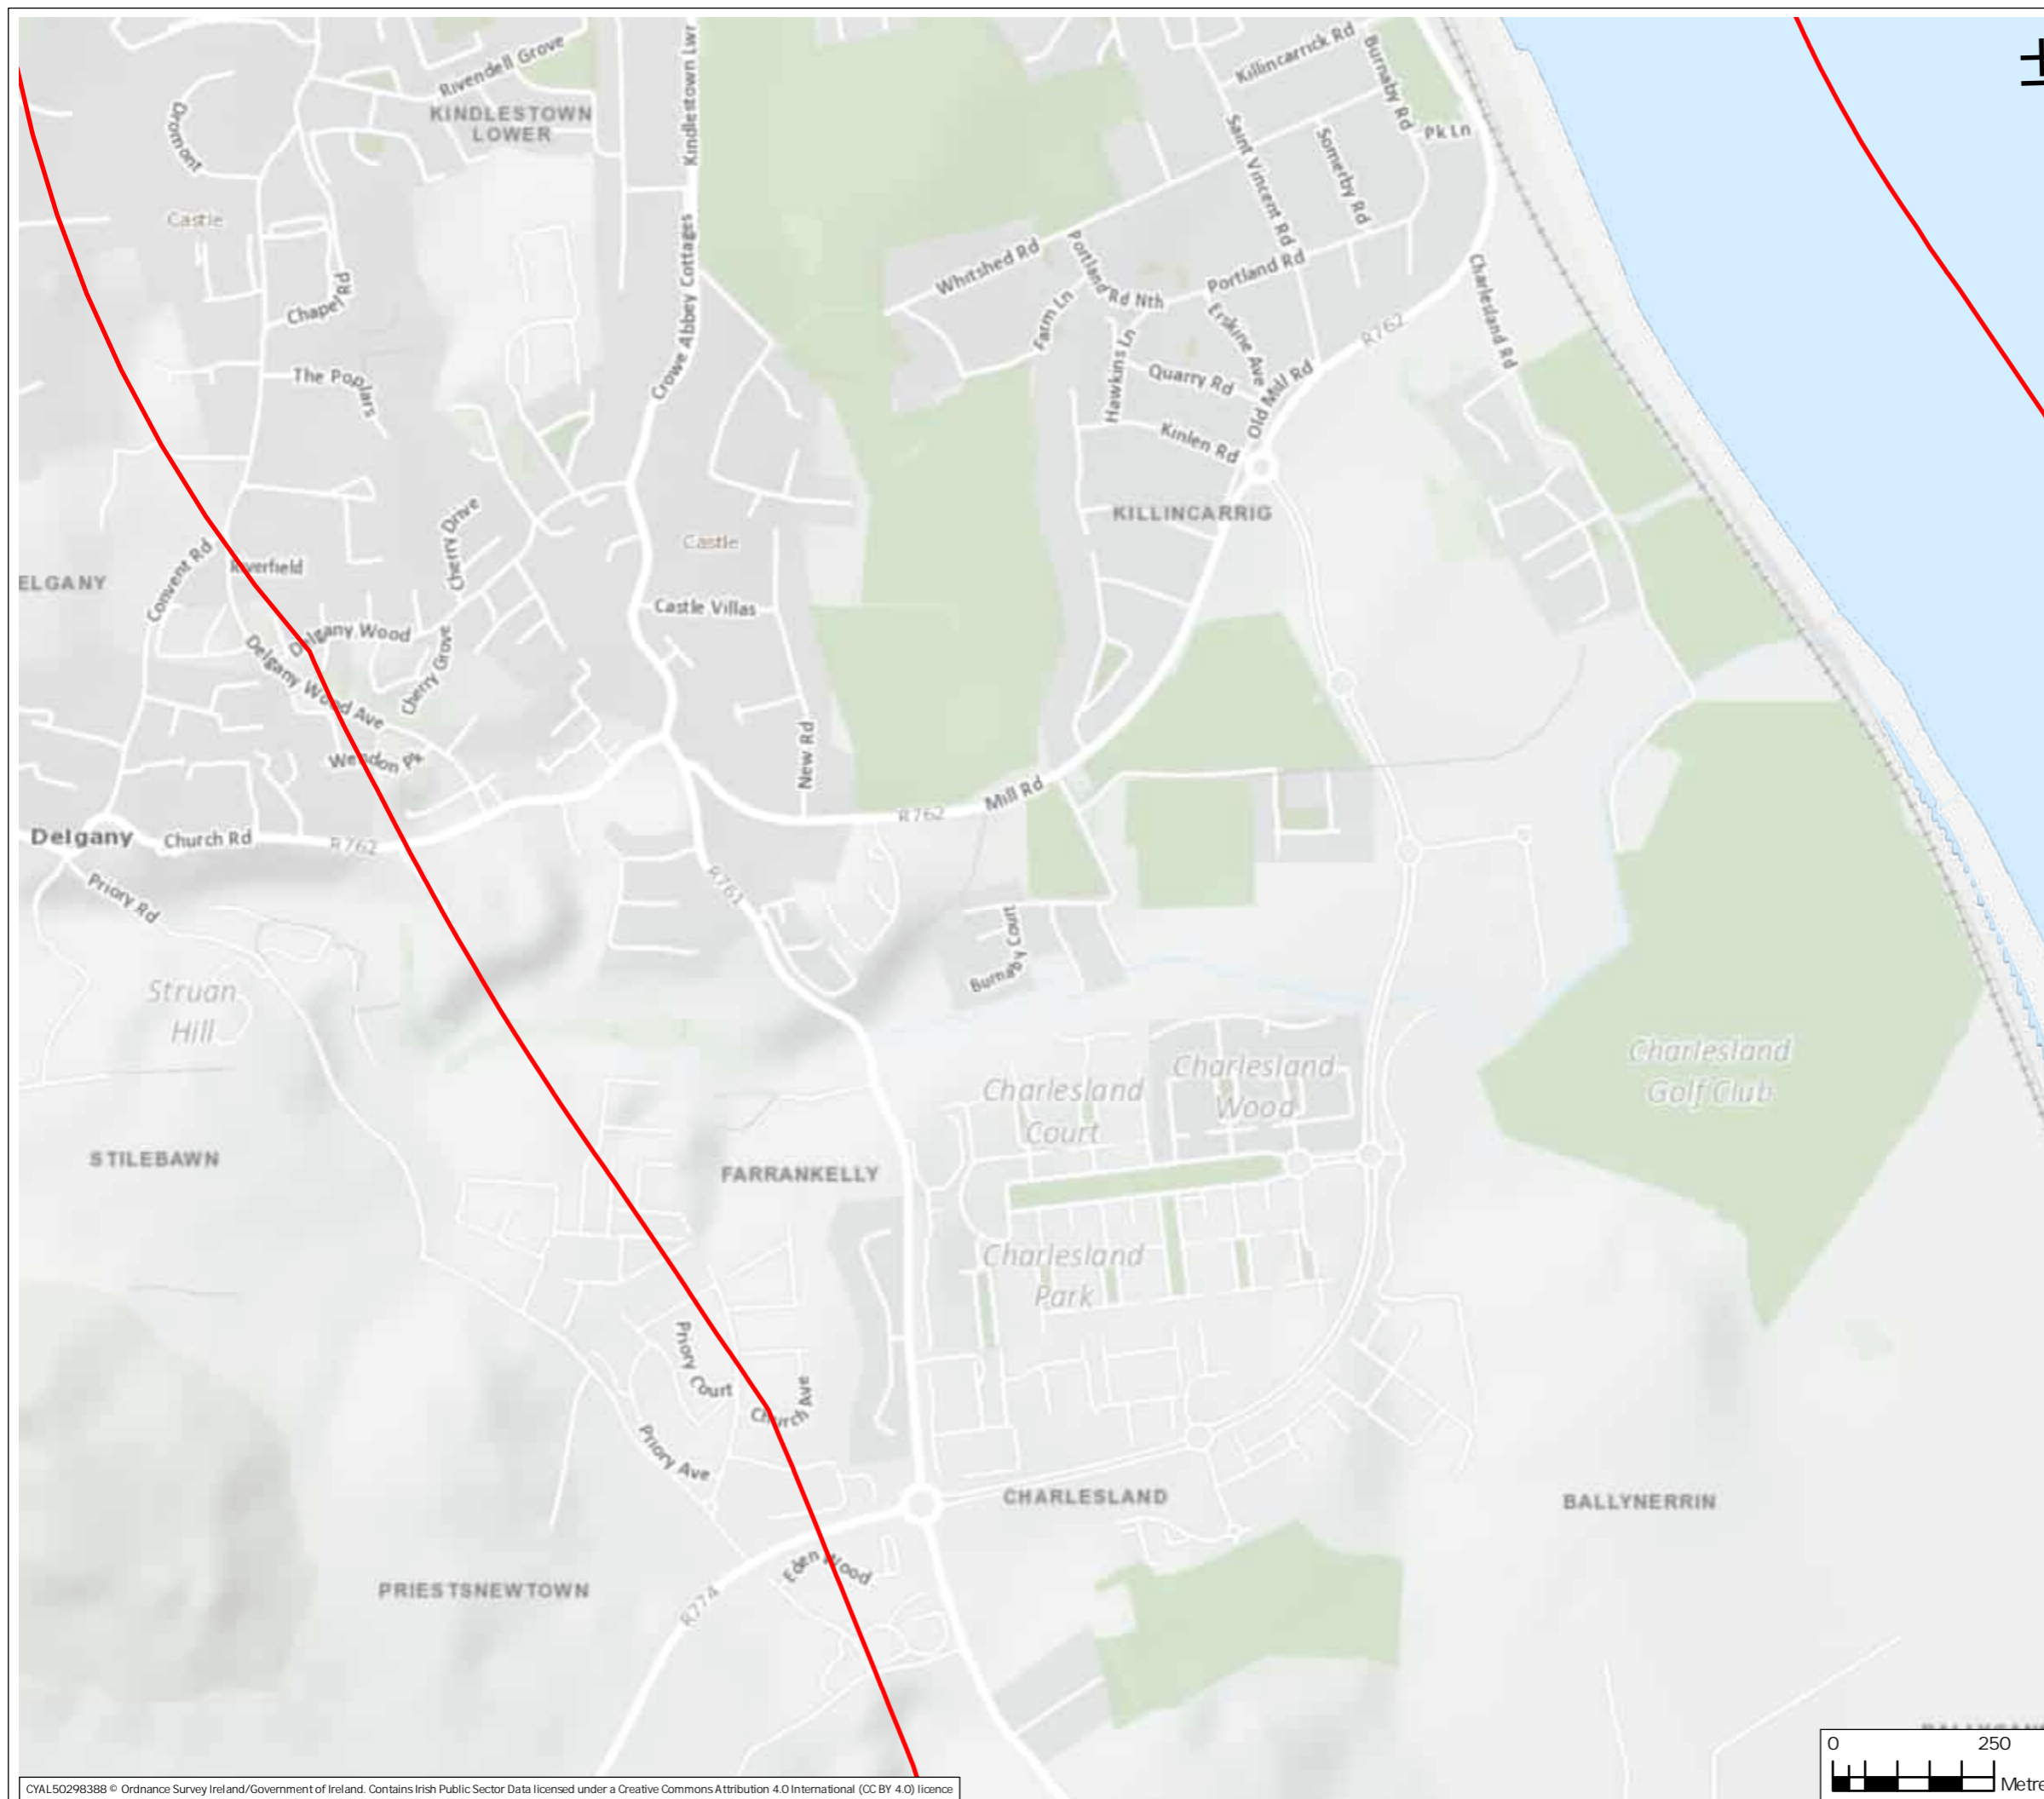 Rivendell Grove
Kindlestown Lwr
Killincarrick Rd
Burnaby Rd
KINDLESTOWN
LOWER
Dromont
Pk Ln
Saint Vincent Rd
Somerby Rd
Castle
Crowe Abbey Cottages
Whitshed Rd
Portland Rd Nth
Portland Rd
Chapel Rd
Farm Ln
Erskine Ave
R762
Charlesland Rd
The Poplars
Hawkins Ln
Quarry Rd
Old Mill Rd
Kinlen Rd
KILLINCARRIG
Cherry Drive
Castle
Convent Rd
Riverfield
ELGANY
Castle Villas
Delgany Wood
Cherry Grove
Delgany Wood Ave
Wendon Pk
New Rd
Mill Rd
R762
Delgany
Church Rd
R762
Priory Rd
R761
Burnaby Court
Struan
Hill
Charlesland
Court
Charlesland
Wood
Charlesland
Golf Club
STILEBAWN
FARRANKELLY
Charlesland
Park
Priory Court
Church Ave
Priory Ave
CHARLESLAND
BALLYNERRIN
Eden Wood
PRIESTSNEWTOWN
R774
0 250
Metre
CYAL50298388 © Ordnance Survey Ireland/Government of Ireland. Contains Irish Public Sector Data licensed under a Creative Commons Attribution 4.0 International (CC BY 4.0) licence